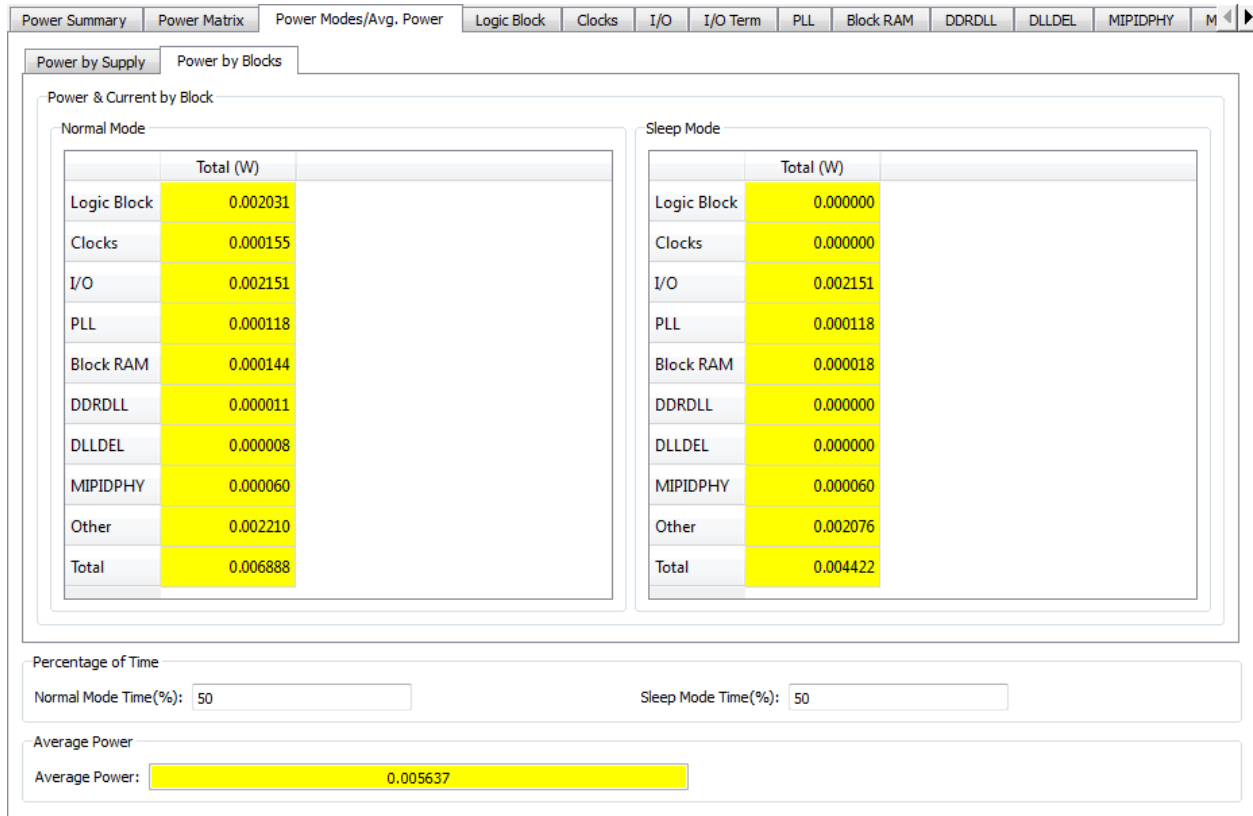 Power Summary Power Matrix Power Modes/Avg. Power Logic Block Clocks I/O I/O Term PLL Block RAM DDRDLL DLLDEL MIPIDPHY M
Power by Supply Power by Blocks
Power & Current by Block
Normal Mode Sleep Mode
Total (W) Total (W)
Logic Block 0.002031 Logic Block 0.000000
Clocks 0.000155 Clocks 0.000000
I/O 0.002151 I/O 0.002151
PLL 0.000118 PLL 0.000118
Block RAM 0.000144 Block RAM 0.000018
DDRDLL 0.000011 DDRDLL 0.000000
DLLDEL 0.000008 DLLDEL 0.000000
MIPIDPHY 0.000060 MIPIDPHY 0.000060
Other 0.002210 Other 0.002076
Total 0.006888 Total 0.004422
Percentage of Time
Normal Mode Time(%): 50 Sleep Mode Time(%): 50
Average Power
Average Power: 0.005637